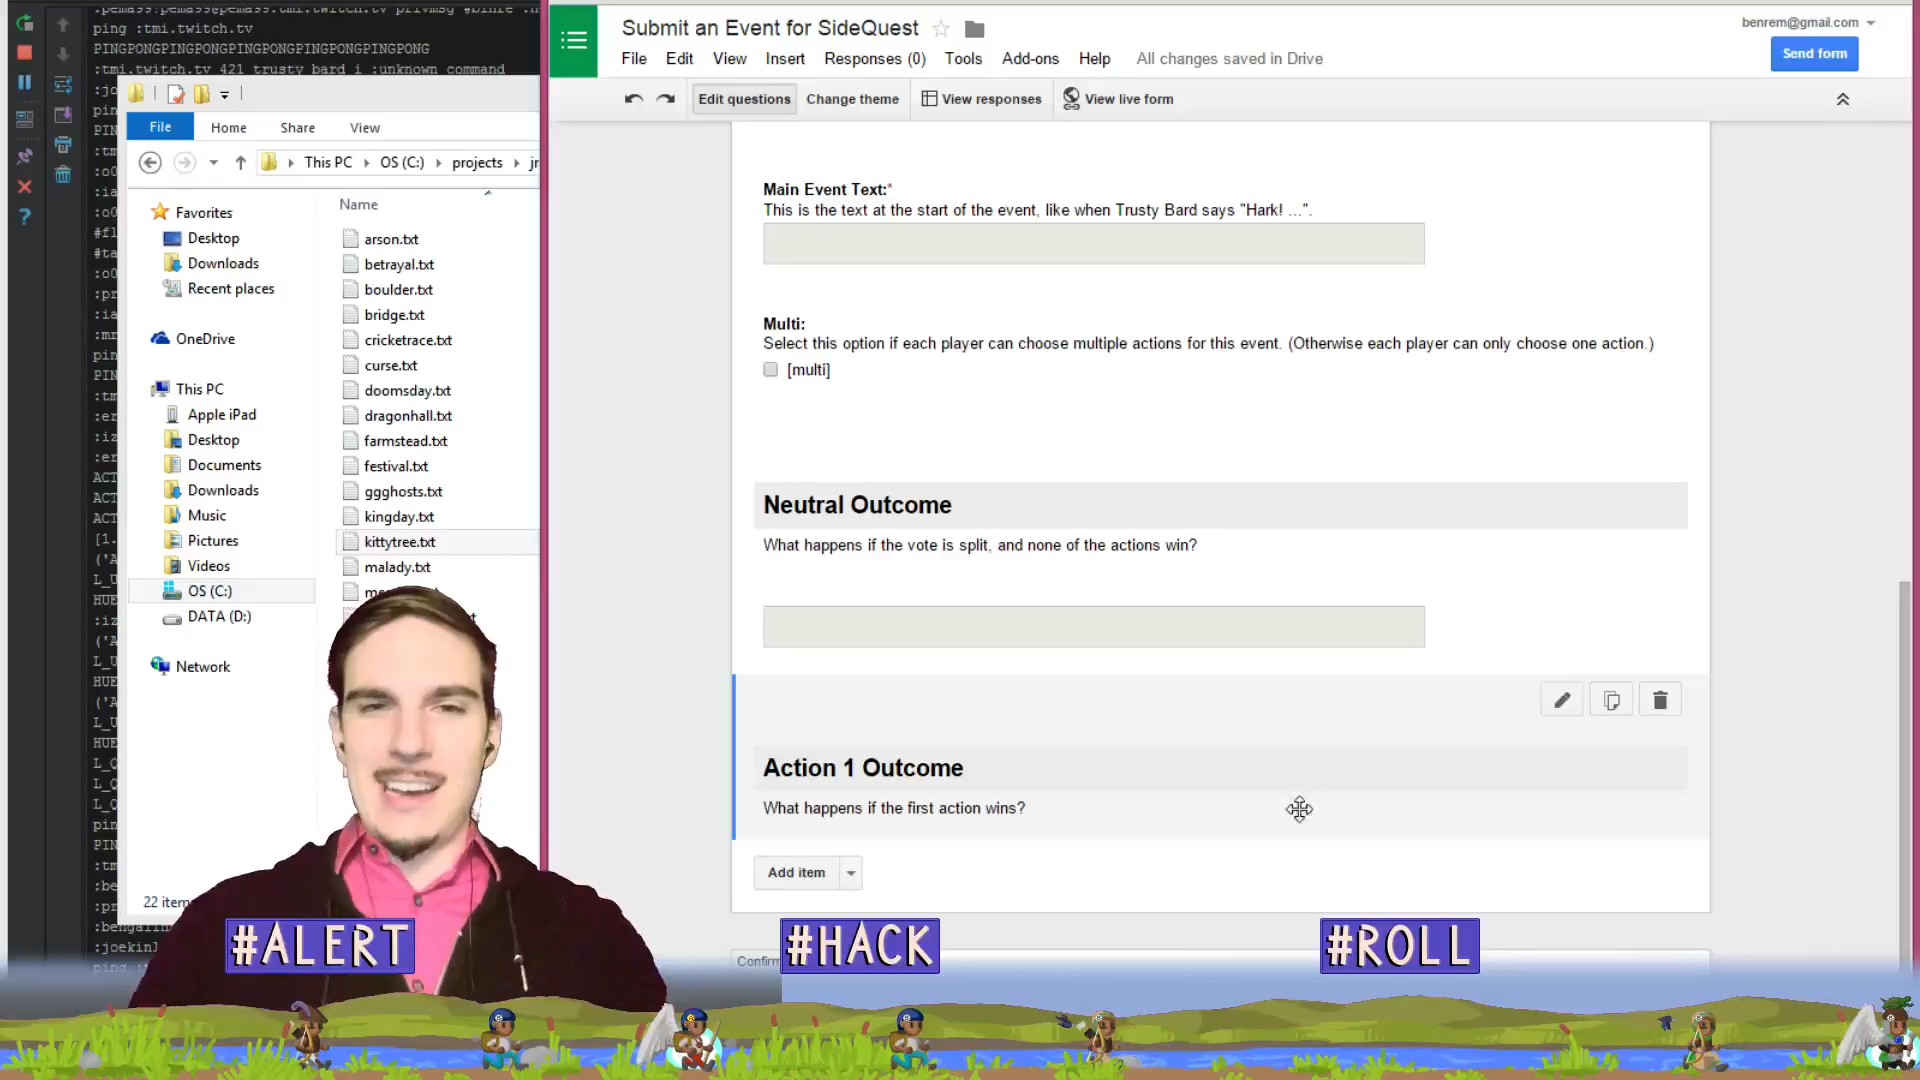 ping :tmi.twitch.tv
PINGPONGPINGPONGPINGPONGPINGPONG
:tmi.twitch.tv 421 trusty_bard i :unknown command
File
Home
Share
View
This PC
OS (C:)
projects
Name
Favorites
Desktop
Downloads
Recent places
OneDrive
This PC
Apple iPad
Desktop
Documents
Downloads
Music
Pictures
Videos
OS (C:)
DATA (D:)
Network
arson.txt
betrayal.txt
boulder.txt
bridge.txt
cricketrace.txt
curse.txt
doomsday.txt
dragonhall.txt
farmstead.txt
festival.txt
ggghosts.txt
kingday.txt
kittytree.txt
malady.txt
Submit an Event for SideQuest
benrem@gmail.com
Send form
File Edit View Insert Responses (0) Tools Add-ons Help All changes saved in Drive
Edit questions
Change theme
View responses
View live form
Main Event Text:*
This is the text at the start of the event, like when Trusty Bard says "Hark! ...".
Multi:
Select this option if each player can choose multiple actions for this event. (Otherwise each player can only choose one action.)
[multi]
Neutral Outcome
What happens if the vote is split, and none of the actions win?
Action 1 Outcome
What happens if the first action wins?
Add item
#ALERT
#HACK
#ROLL